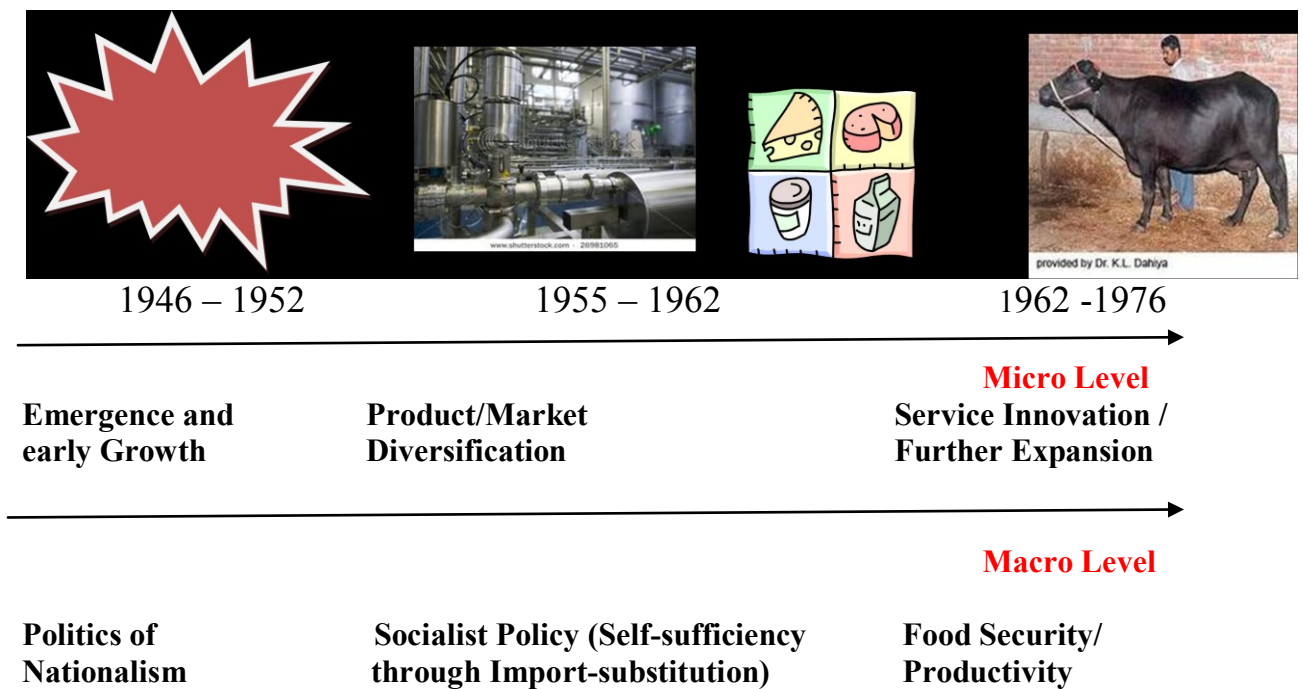 www.shutterstock.com · 26981065
provided by Dr. K.L. Dahiya
1946 – 1952 1955 – 1962 1962 -1976
Micro Level
Emergence and Product/Market Service Innovation /
early Growth Diversification Further Expansion
Macro Level
Politics of Socialist Policy (Self-sufficiency Food Security/
Nationalism through Import-substitution) Productivity